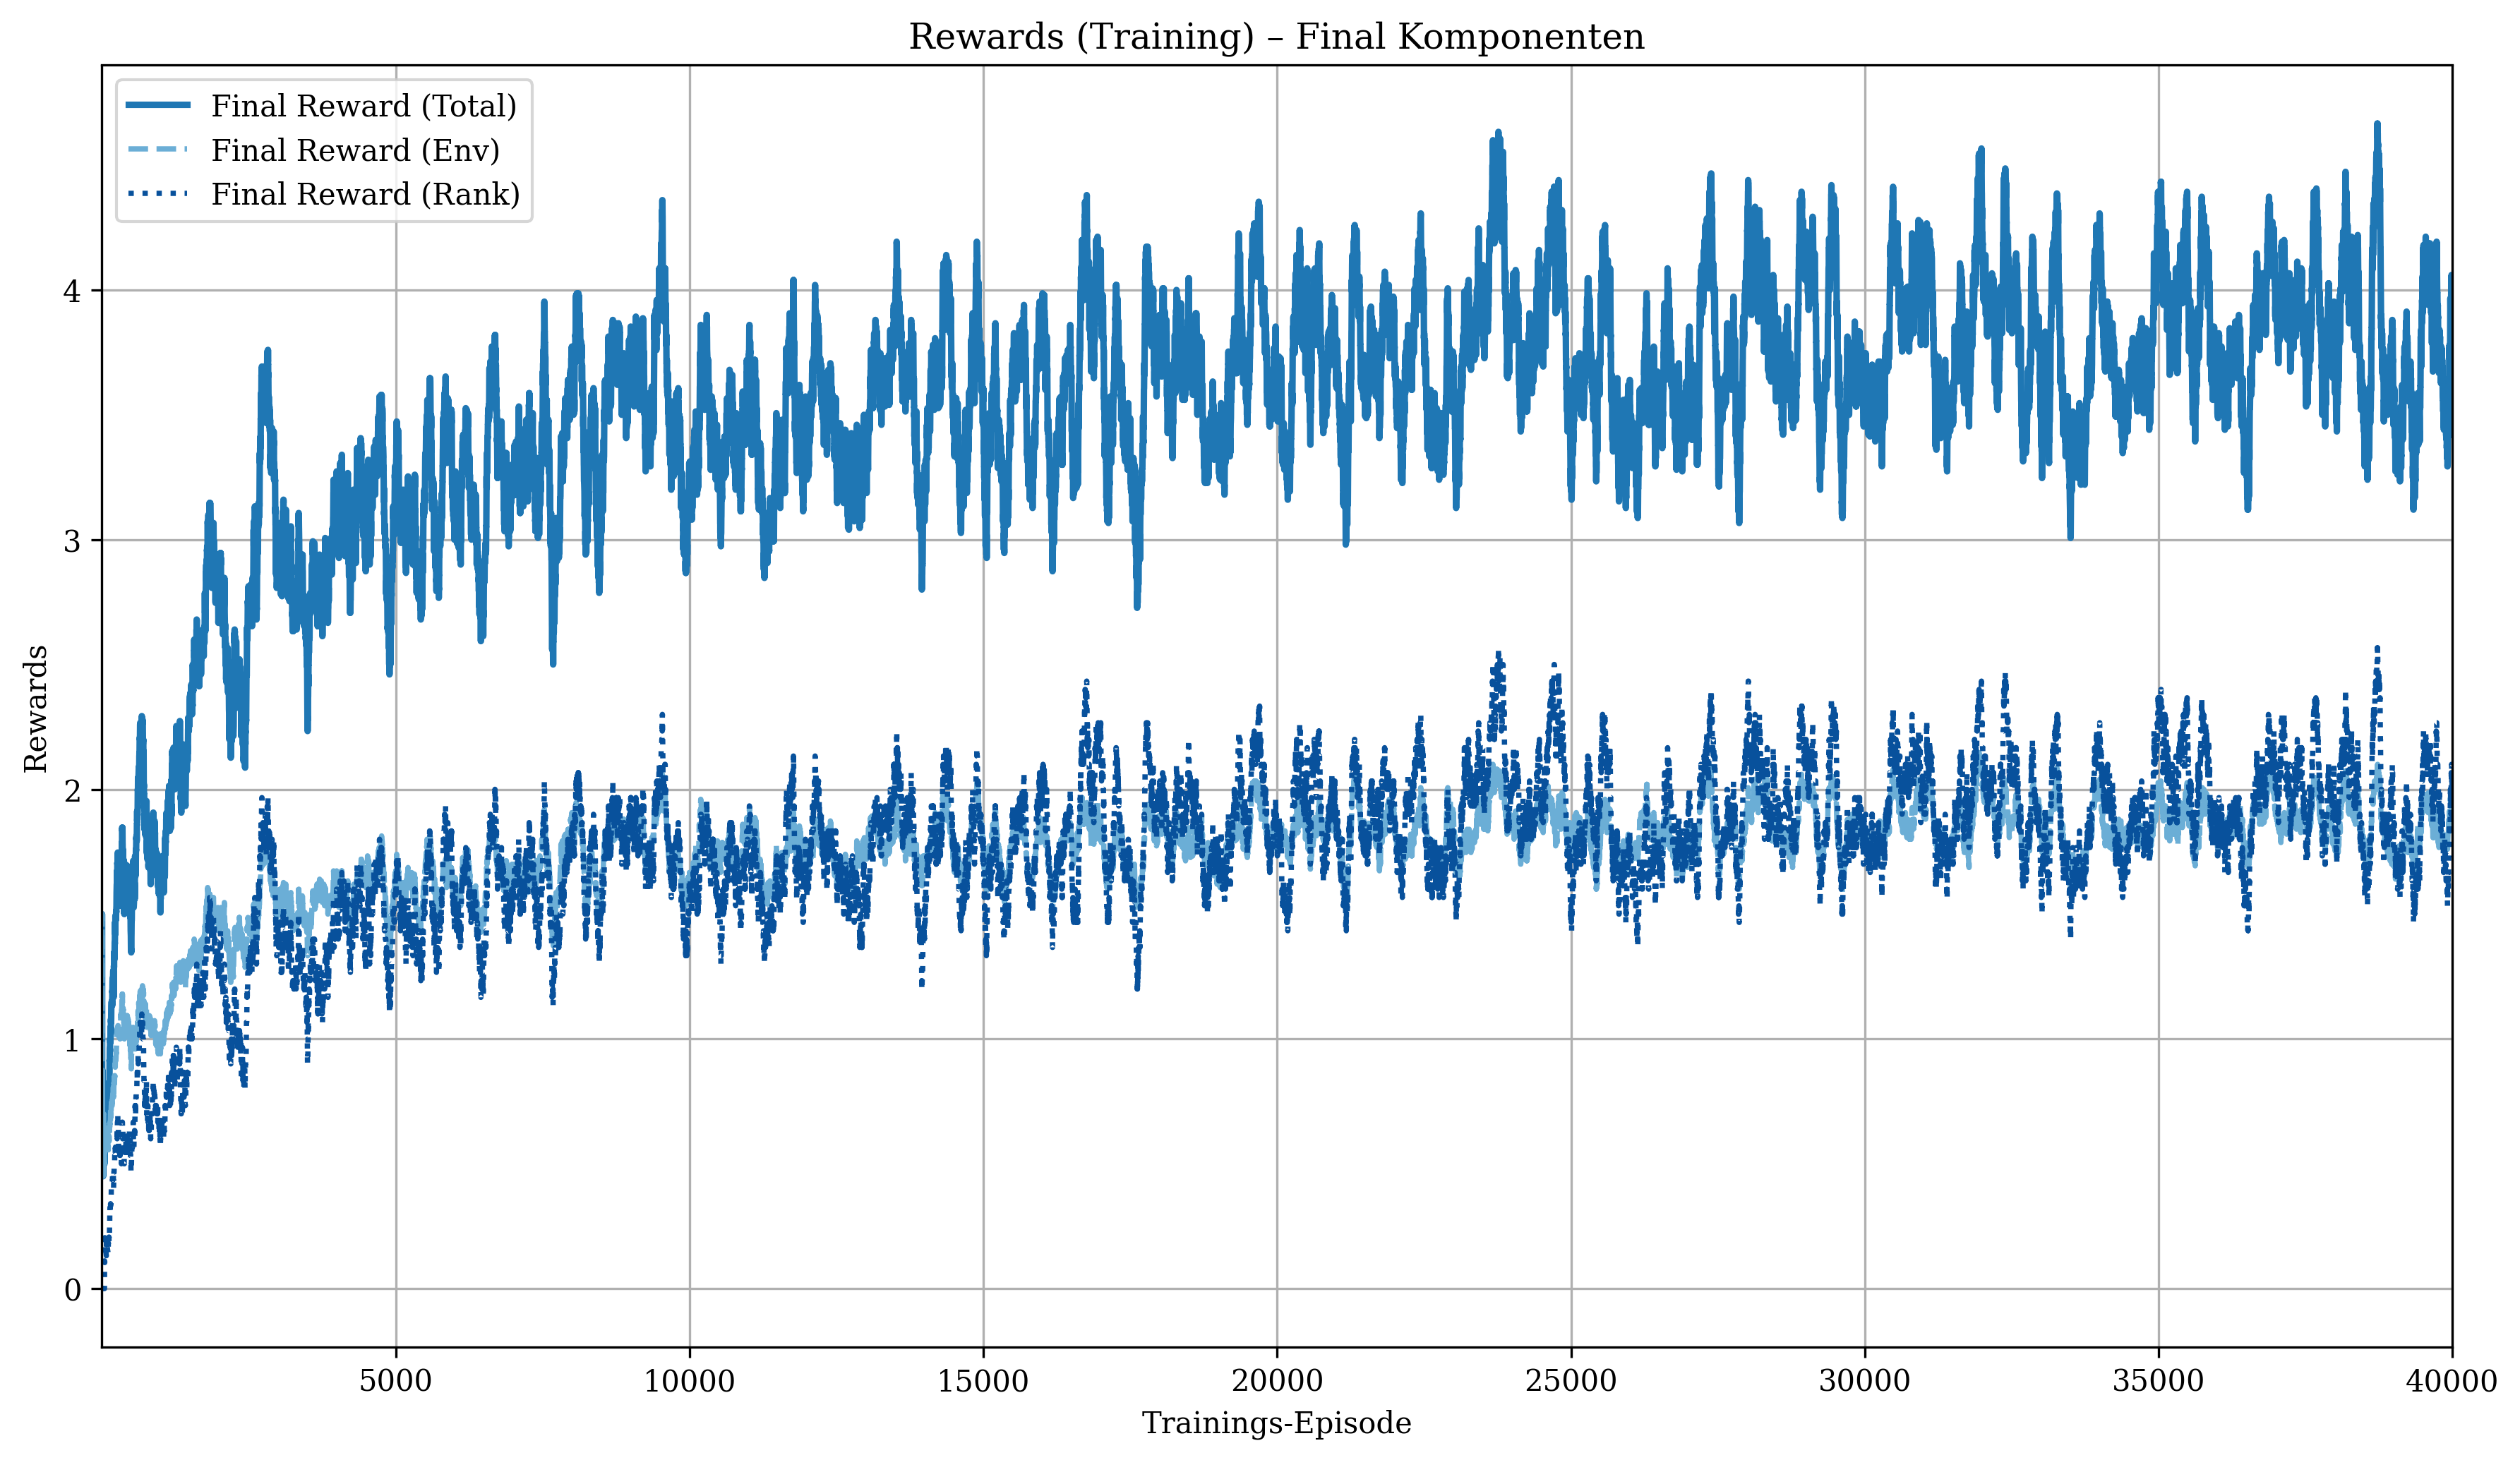 Rewards (Training) – Final Komponenten
Final Reward (Total)
Final Reward (Env)
Final Reward (Rank)
Rewards
4
3
2
1
0
5000 10000 15000 20000 25000 30000 35000 40000
Trainings-Episode